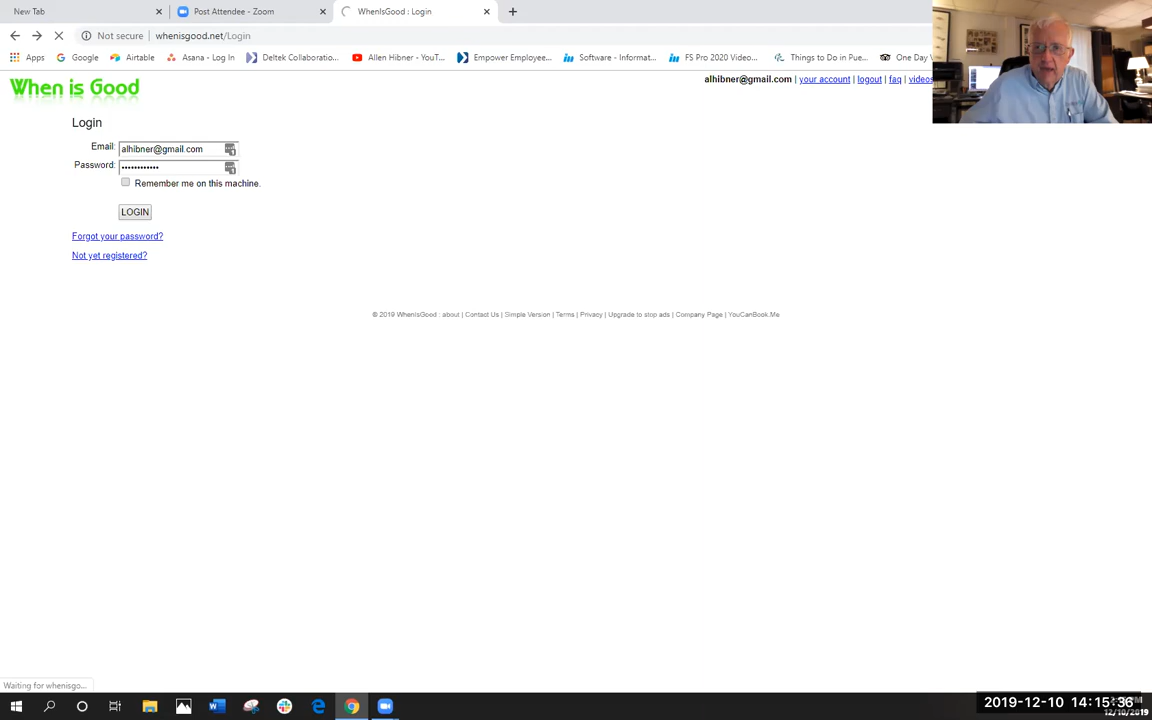 New Tab
Post Attendee - Zoom
WhenIsGood : Login
Not secure
whenisgood.net/Login
Apps
Google
Airtable
Asana - Log In
Deltek Collaboratio...
Allen Hibner - YouT...
Empower Employee...
Software - Informat...
FS Pro 2020 Video...
Things to Do in Pue...
One Day
When is Good
alhibner@gmail.com | your account | logout | faq | videos
Login
Email:
alhibner@gmail.com
Password:
••••••••••••
Remember me on this machine.
LOGIN
Forgot your password?
Not yet registered?
© 2019 WhenIsGood : about | Contact Us | Simple Version | Terms | Privacy | Upgrade to stop ads | Company Page | YouCanBook.Me
Waiting for whenisgo...
2019-12-10 14:15:36
12/10/2019